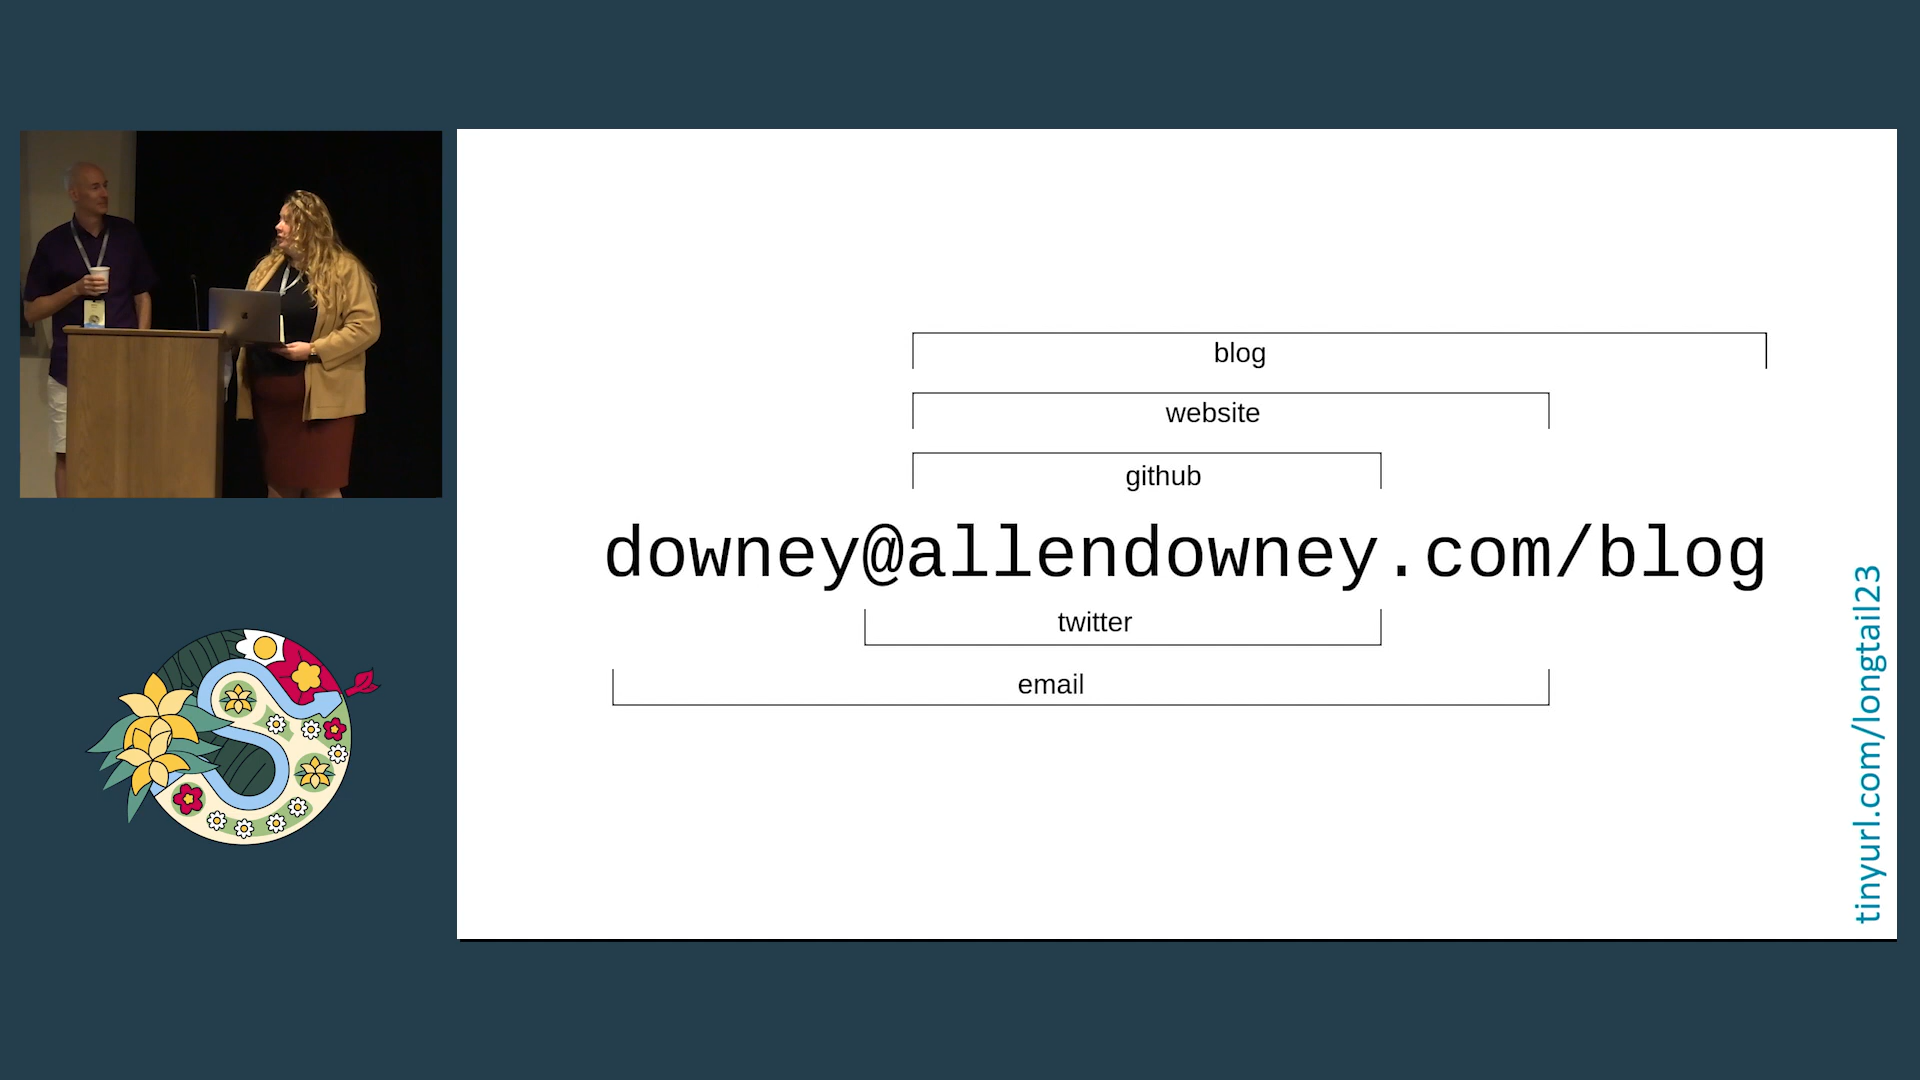 blog
website
github
downey@allendowney.com/blog
twitter
email
tinyurl.com/longtail23